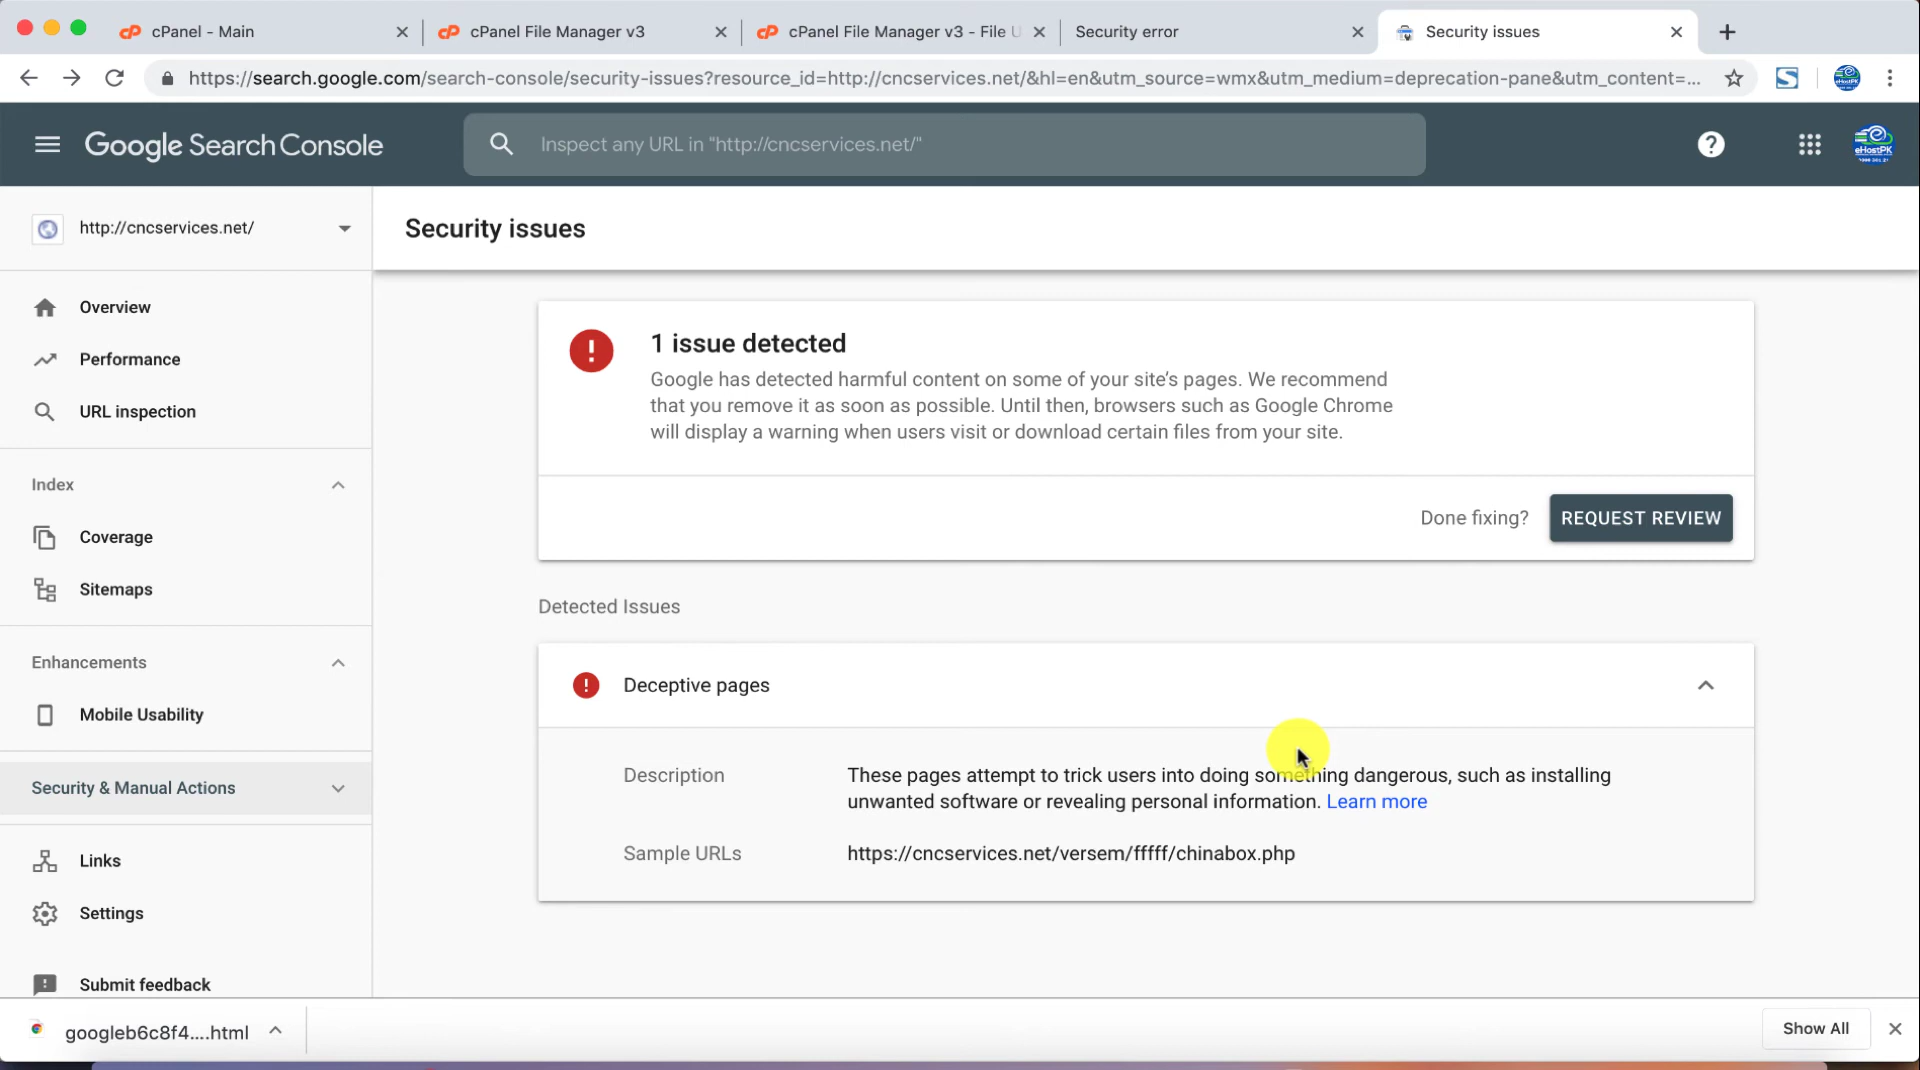 cPanel - Main
cPanel File Manager v3
cPanel File Manager v3 - File U
Security error
Security issues
https://search.google.com/search-console/security-issues?resource_id=http://cncservices.net/&hl=en&utm_source=wmx&utm_medium=deprecation-pane&utm_content=...
Google Search Console
Inspect any URL in "http://cncservices.net/"
eHostPK
http://cncservices.net/
Security issues
Overview
Performance
URL inspection
Index
Coverage
Sitemaps
Enhancements
Mobile Usability
Security & Manual Actions
Links
Settings
Submit feedback
1 issue detected
Google has detected harmful content on some of your site's pages. We recommend
that you remove it as soon as possible. Until then, browsers such as Google Chrome
will display a warning when users visit or download certain files from your site.
Done fixing? REQUEST REVIEW
Detected Issues
Deceptive pages
Description
These pages attempt to trick users into doing something dangerous, such as installing
unwanted software or revealing personal information. Learn more
Sample URLs
https://cncservices.net/versem/fffff/chinabox.php
googleb6c8f4....html
Show All